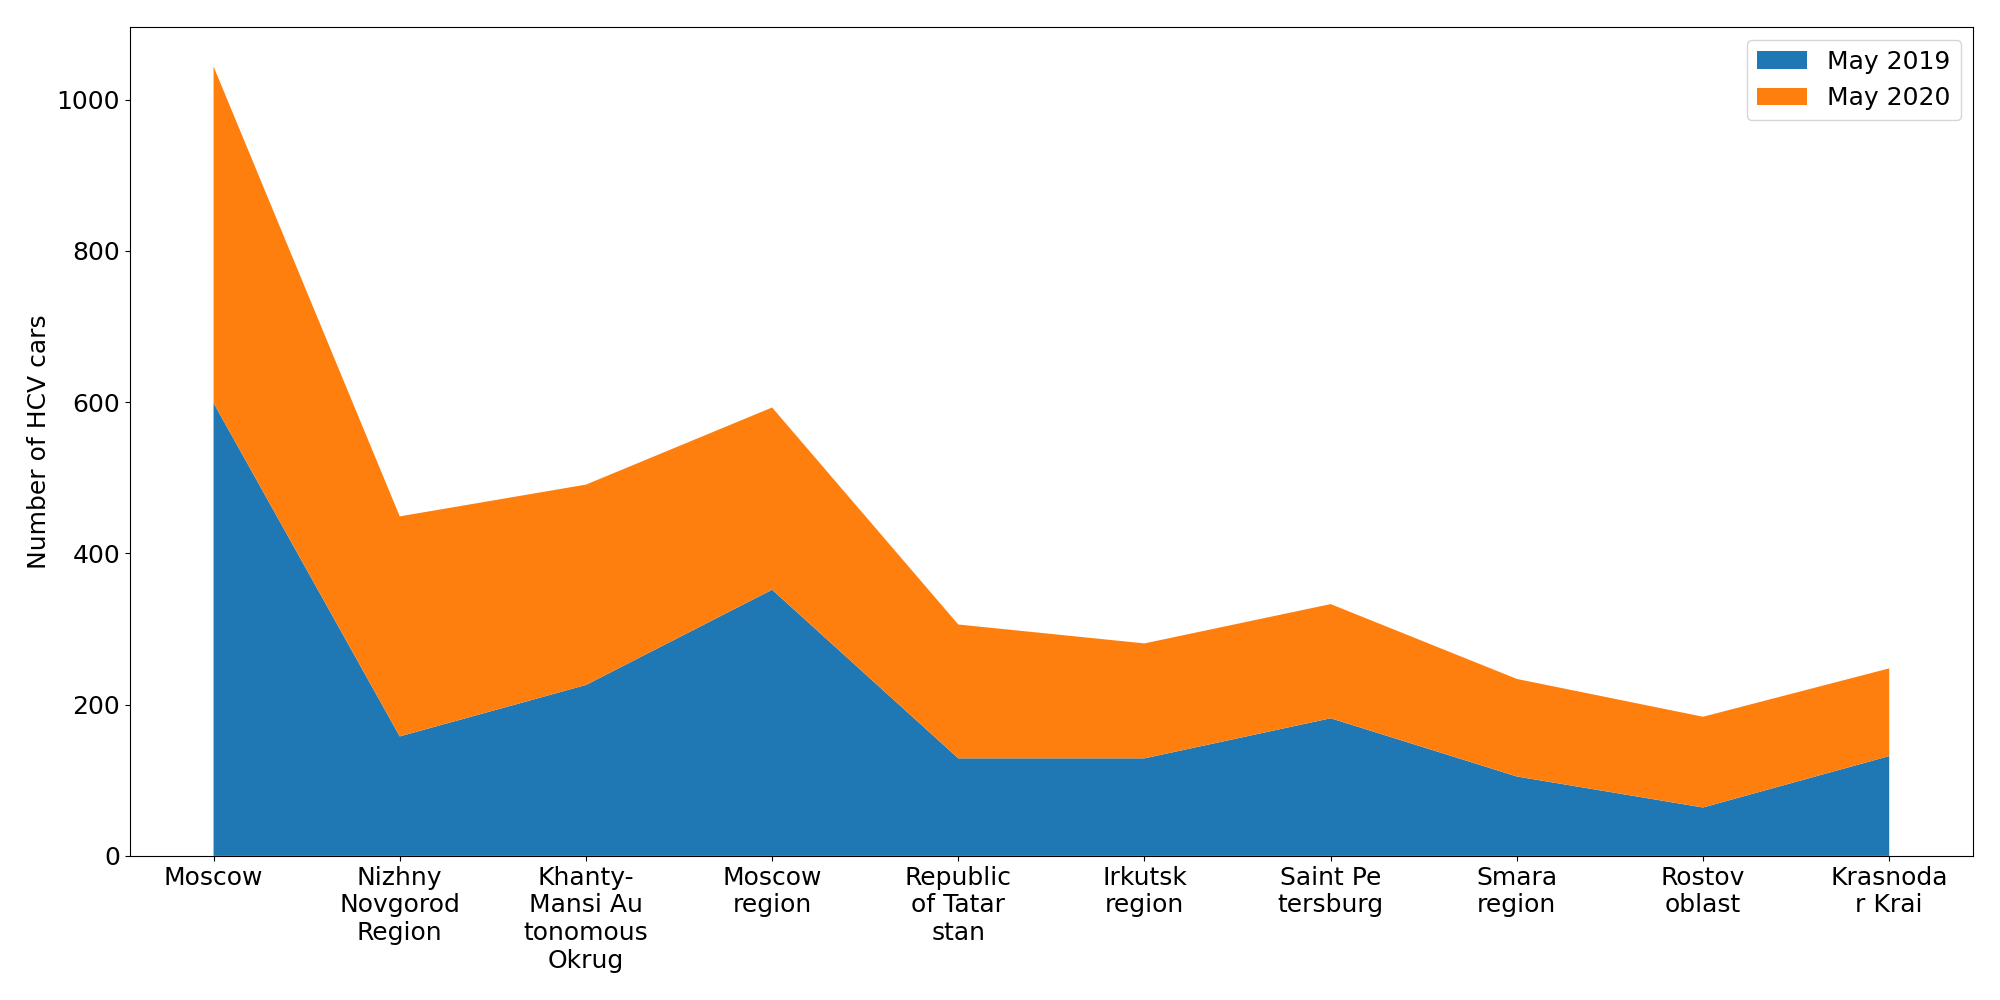 May 2019
May 2020
Number of HCV cars
1000
800
600
400
200
0
Moscow
Nizhny
Novgorod
Region
Khanty-
Mansi Au
tonomous
Okrug
Moscow
region
Republic
of Tatar
stan
Irkutsk
region
Saint Pe
tersburg
Smara
region
Rostov
oblast
Krasnoda
r Krai